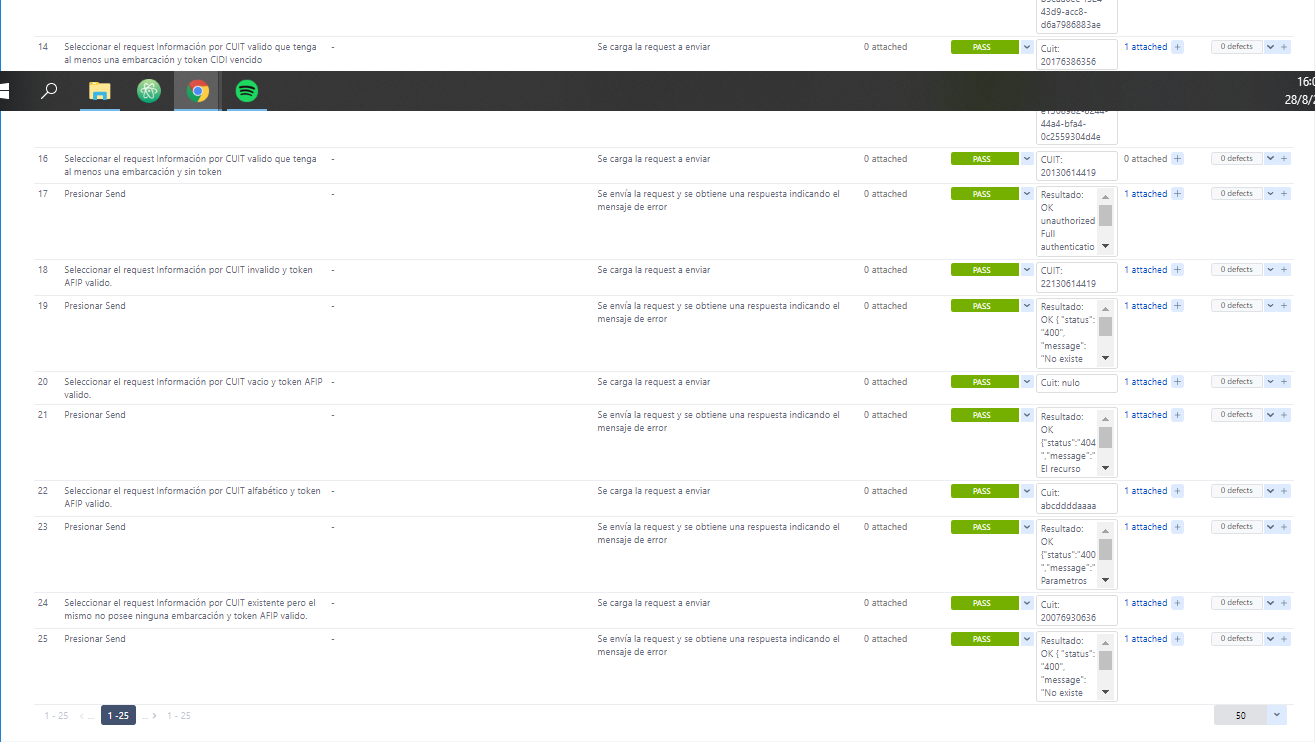 43d9-acc8-
d6a7986883ae
14 Seleccionar el request Información por CUIT valido que tenga - Se carga la request a enviar 0 attached PASS Cuit: 1 attached + 0 defects +
al menos una embarcación y token CIDI vencido 20176386356
16:0
28/8/2
44a4-bfa4-
0c2559304d4e
16 Seleccionar el request Información por CUIT valido que tenga - Se carga la request a enviar 0 attached PASS CUIT: 0 attached + 0 defects +
al menos una embarcación y sin token 20130614419
17 Presionar Send - Se envía la request y se obtiene una respuesta indicando el 0 attached PASS Resultado: 1 attached + 0 defects +
mensaje de error OK
unauthorized
Full
authenticatio
18 Seleccionar el request Información por CUIT invalido y token - Se carga la request a enviar 0 attached PASS CUIT: 1 attached + 0 defects +
AFIP valido. 22130614419
19 Presionar Send - Se envía la request y se obtiene una respuesta indicando el 0 attached PASS Resultado: 1 attached + 0 defects +
mensaje de error OK { "status":
"400",
"message":
"No existe
20 Seleccionar el request Información por CUIT vacio y token AFIP - Se carga la request a enviar 0 attached PASS Cuit: nulo 1 attached + 0 defects +
valido.
21 Presionar Send - Se envía la request y se obtiene una respuesta indicando el 0 attached PASS Resultado: 1 attached + 0 defects +
mensaje de error OK
{"status":"404
","message":"
El recurso
22 Seleccionar el request Información por CUIT alfabético y token - Se carga la request a enviar 0 attached PASS Cuit: 1 attached + 0 defects +
AFIP valido. abcddddaaaa
23 Presionar Send - Se envía la request y se obtiene una respuesta indicando el 0 attached PASS Resultado: 1 attached + 0 defects +
mensaje de error OK
{"status":"400
","message":"
Parametros
24 Seleccionar el request Información por CUIT existente pero el - Se carga la request a enviar 0 attached PASS Cuit: 1 attached + 0 defects +
mismo no posee ninguna embarcación y token AFIP valido. 20076930636
25 Presionar Send - Se envía la request y se obtiene una respuesta indicando el 0 attached PASS Resultado: 1 attached + 0 defects +
mensaje de error OK { "status":
"400",
"message":
"No existe
1 - 25 < ... 1 -25 ... > 1 - 25 50